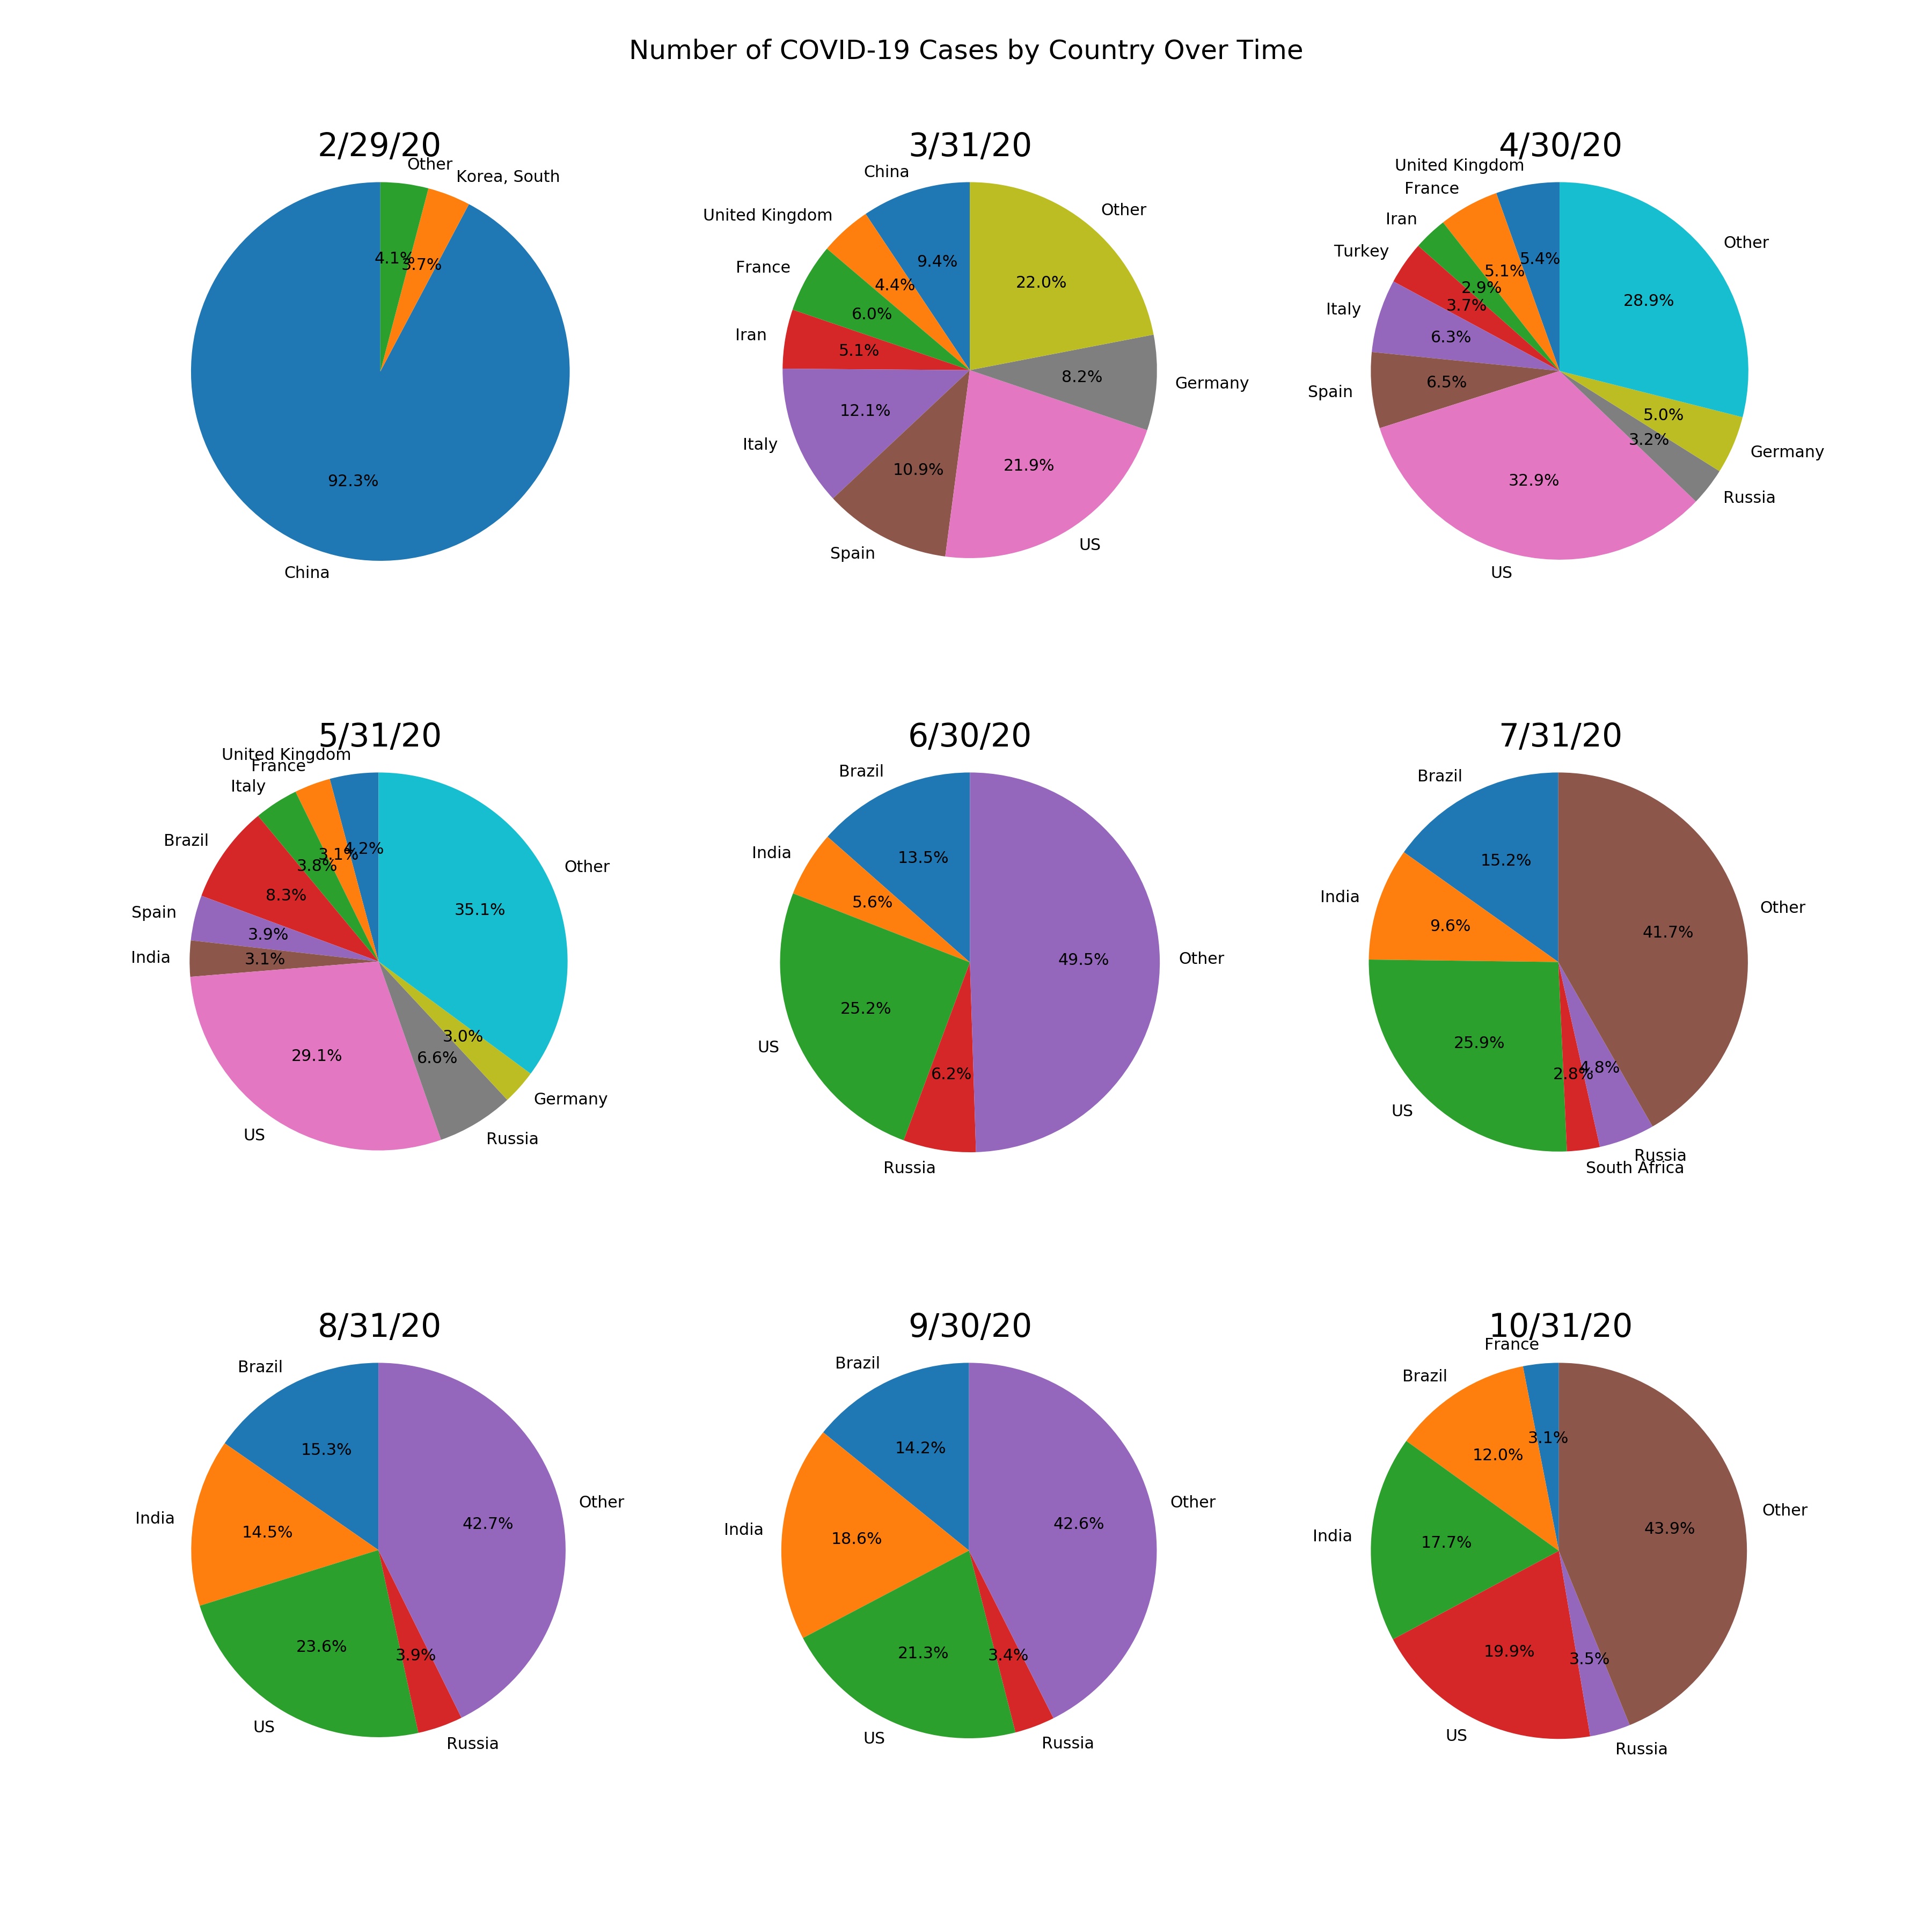 Number of COVID-19 Cases by Country Over Time
2/29/20
Other
Korea, South
4.1%
3.7%
92.3%
China
3/31/20
China
United Kingdom
France
Iran
Italy
Spain
US
Germany
Other
9.4%
4.4%
6.0%
5.1%
12.1%
10.9%
21.9%
8.2%
22.0%
4/30/20
United Kingdom
France
Iran
Turkey
Italy
Spain
US
Russia
Germany
Other
5.4%
5.1%
2.9%
3.7%
6.3%
6.5%
32.9%
3.2%
5.0%
28.9%
5/31/20
United Kingdom
France
Italy
Brazil
Spain
India
US
Russia
Germany
Other
4.2%
3.1%
3.8%
8.3%
3.9%
3.1%
29.1%
6.6%
3.0%
35.1%
6/30/20
Brazil
India
US
Russia
Other
13.5%
5.6%
25.2%
6.2%
49.5%
7/31/20
Brazil
India
US
South Africa
Russia
Other
15.2%
9.6%
25.9%
2.8%
4.8%
41.7%
8/31/20
Brazil
India
US
Russia
Other
15.3%
14.5%
23.6%
3.9%
42.7%
9/30/20
Brazil
India
US
Russia
Other
14.2%
18.6%
21.3%
3.4%
42.6%
10/31/20
France
Brazil
India
US
Russia
Other
3.1%
12.0%
17.7%
19.9%
3.5%
43.9%